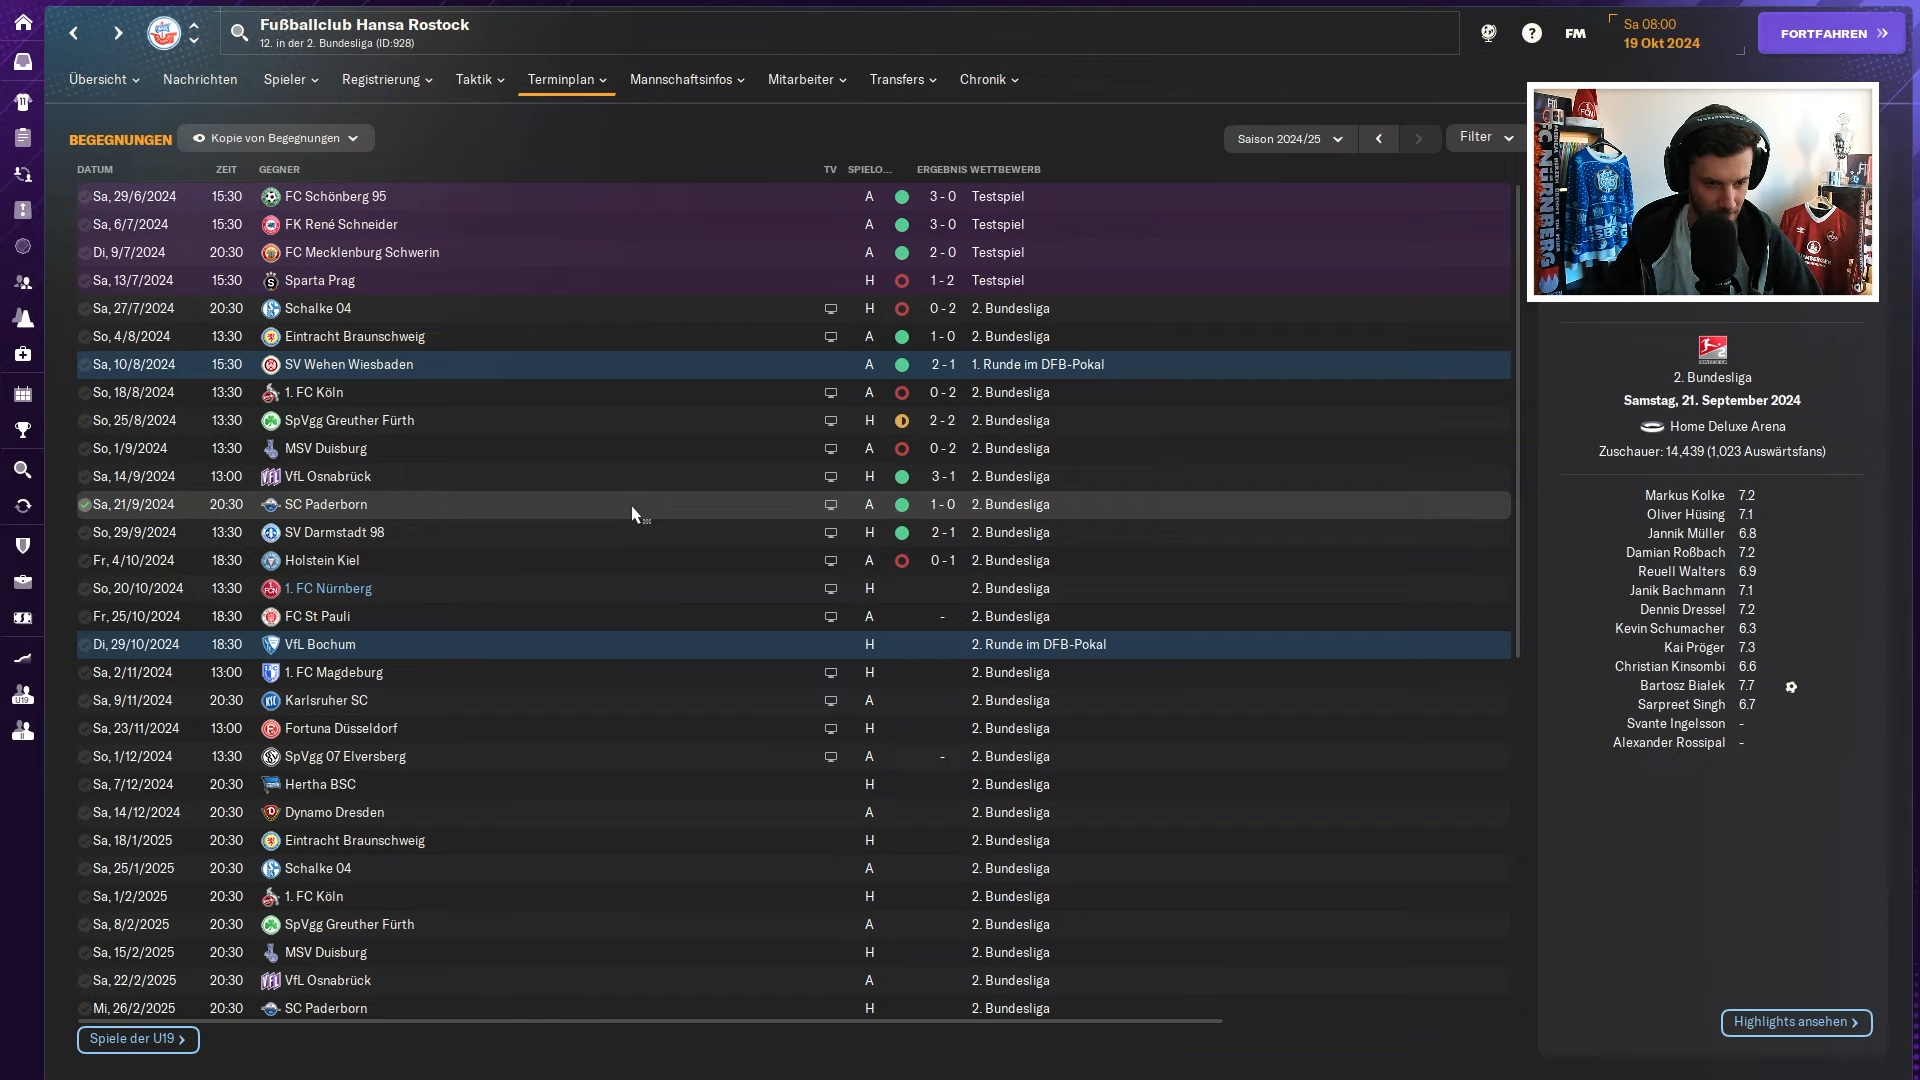 Fußballclub Hansa Rostock
12. in der 2. Bundesliga (ID:928)
FM
Sa 08:00
19 Okt 2024
FORTFAHREN
Übersicht Nachrichten Spieler Registrierung Taktik Terminplan Mannschaftsinfos Mitarbeiter Transfers Chronik
BEGEGNUNGEN Kopie von Begegnungen Saison 2024/25 Filter
DATUM ZEIT GEGNER TV SPIELO... ERGEBNIS WETTBEWERB
Sa, 29/6/2024 15:30 FC Schönberg 95 A 3 - 0 Testspiel
Sa, 6/7/2024 15:30 FK René Schneider A 3 - 0 Testspiel
Di, 9/7/2024 20:30 FC Mecklenburg Schwerin A 2 - 0 Testspiel
Sa, 13/7/2024 15:30 Sparta Prag H 1 - 2 Testspiel
Sa, 27/7/2024 20:30 Schalke 04 H 0 - 2 2. Bundesliga
So, 4/8/2024 13:30 Eintracht Braunschweig A 1 - 0 2. Bundesliga
Sa, 10/8/2024 15:30 SV Wehen Wiesbaden A 2 - 1 1. Runde im DFB-Pokal
So, 18/8/2024 13:30 1. FC Köln A 0 - 2 2. Bundesliga
So, 25/8/2024 13:30 SpVgg Greuther Fürth H 2 - 2 2. Bundesliga
So, 1/9/2024 13:30 MSV Duisburg A 0 - 2 2. Bundesliga
Sa, 14/9/2024 13:00 VfL Osnabrück H 3 - 1 2. Bundesliga
Sa, 21/9/2024 20:30 SC Paderborn A 1 - 0 2. Bundesliga
So, 29/9/2024 13:30 SV Darmstadt 98 H 2 - 1 2. Bundesliga
Fr, 4/10/2024 18:30 Holstein Kiel A 0 - 1 2. Bundesliga
So, 20/10/2024 13:30 1. FC Nürnberg H 2. Bundesliga
Fr, 25/10/2024 18:30 FC St Pauli A - 2. Bundesliga
Di, 29/10/2024 18:30 VfL Bochum H 2. Runde im DFB-Pokal
Sa, 2/11/2024 13:00 1. FC Magdeburg H 2. Bundesliga
Sa, 9/11/2024 20:30 Karlsruher SC A 2. Bundesliga
Sa, 23/11/2024 13:00 Fortuna Düsseldorf H 2. Bundesliga
So, 1/12/2024 13:30 SpVgg 07 Elversberg A - 2. Bundesliga
Sa, 7/12/2024 20:30 Hertha BSC H 2. Bundesliga
Sa, 14/12/2024 20:30 Dynamo Dresden A 2. Bundesliga
Sa, 18/1/2025 20:30 Eintracht Braunschweig H 2. Bundesliga
Sa, 25/1/2025 20:30 Schalke 04 A 2. Bundesliga
Sa, 1/2/2025 20:30 1. FC Köln H 2. Bundesliga
Sa, 8/2/2025 20:30 SpVgg Greuther Fürth A 2. Bundesliga
Sa, 15/2/2025 20:30 MSV Duisburg H 2. Bundesliga
Sa, 22/2/2025 20:30 VfL Osnabrück A 2. Bundesliga
Mi, 26/2/2025 20:30 SC Paderborn H 2. Bundesliga
Spiele der U19
U19
FC NÜRNBERG
2. Bundesliga
Samstag, 21. September 2024
Home Deluxe Arena
Zuschauer: 14,439 (1,023 Auswärtsfans)
Markus Kolke 7.2
Oliver Hüsing 7.1
Jannik Müller 6.8
Damian Roßbach 7.2
Reuell Walters 6.9
Janik Bachmann 7.1
Dennis Dressel 7.2
Kevin Schumacher 6.3
Kai Pröger 7.3
Christian Kinsombi 6.6
Bartosz Bialek 7.7
Sarpreet Singh 6.7
Svante Ingelsson -
Alexander Rossipal -
Highlights ansehen